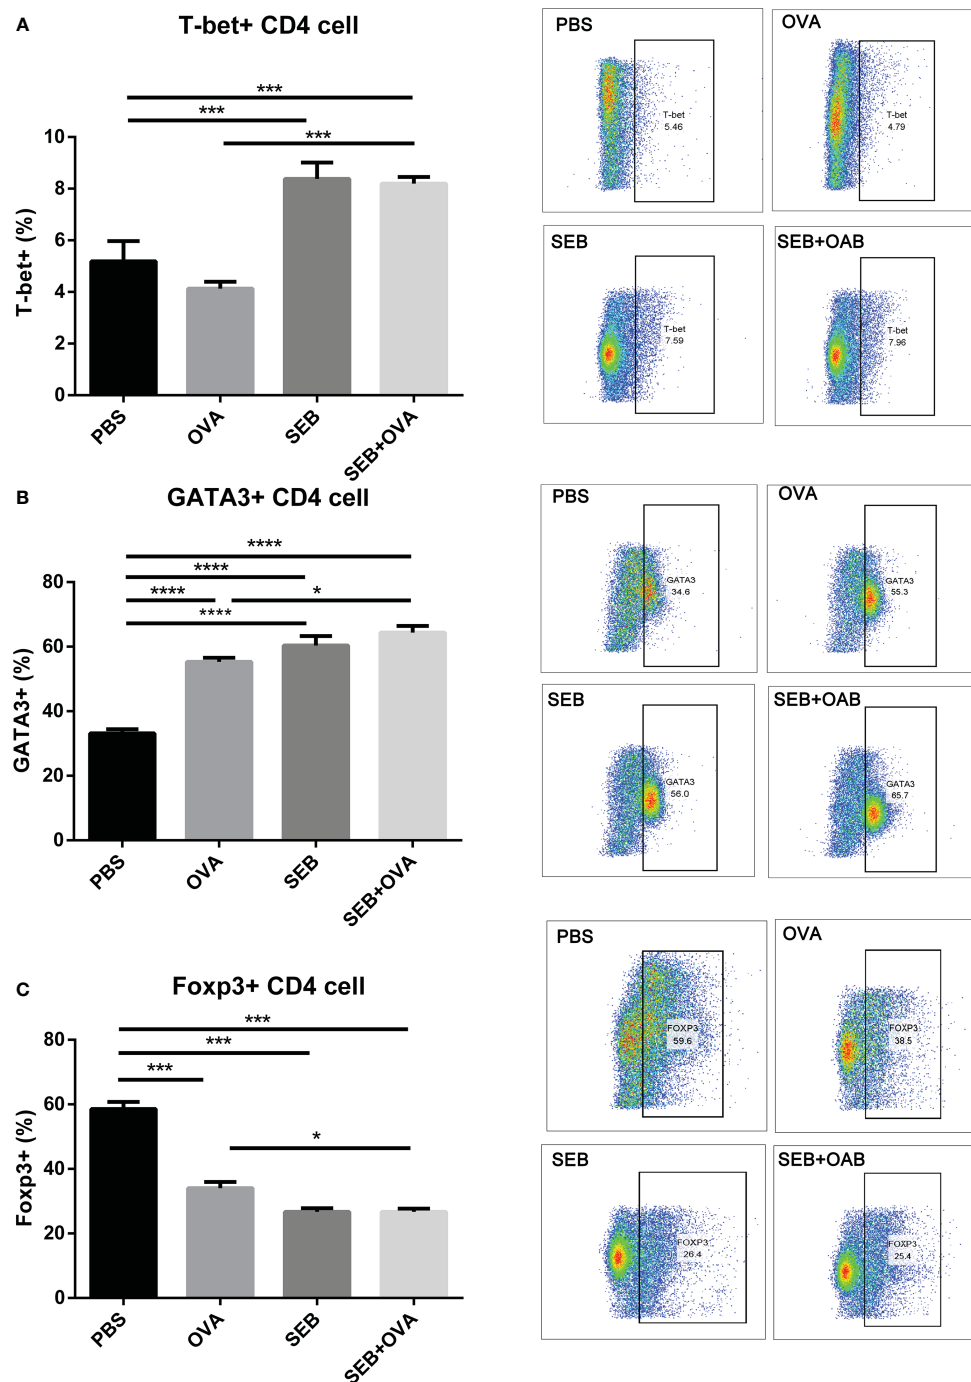 A
T-bet+ CD4 cell
***
***
***
T-bet+ (%)
10
8
6
4
2
0
PBS
OVA
SEB
SEB+OVA
PBS
T-bet
5.46
OVA
T-bet
4.79
SEB
T-bet
7.59
SEB+OAB
T-bet
7.96
B
GATA3+ CD4 cell
****
****
****
*
****
GATA3+ (%)
80
60
40
20
0
PBS
OVA
SEB
SEB+OVA
PBS
GATA3
34.6
OVA
GATA3
55.3
SEB
GATA3
56.0
SEB+OAB
GATA3
65.7
C
Foxp3+ CD4 cell
***
***
***
*
Foxp3+ (%)
80
60
40
20
0
PBS
OVA
SEB
SEB+OVA
PBS
FOXP3
59.6
OVA
FOXP3
38.5
SEB
FOXP3
26.4
SEB+OAB
FOXP3
25.4